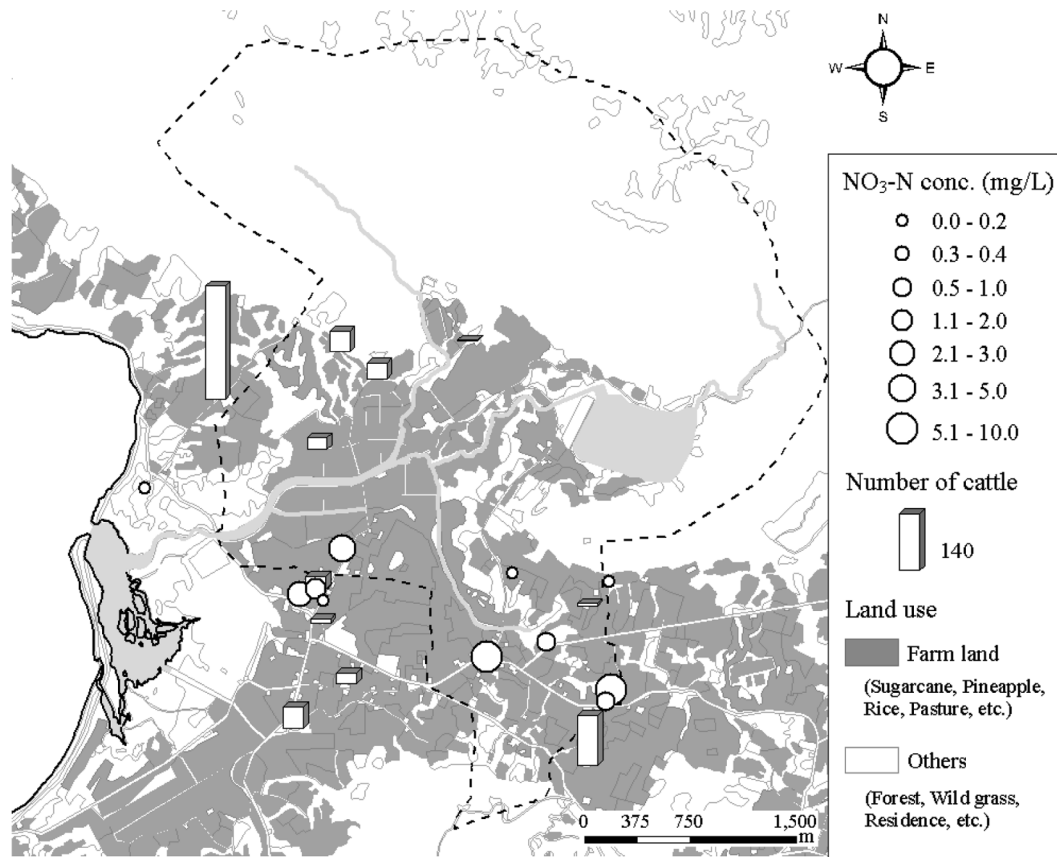 N
W E
S
NO₃-N conc. (mg/L)
0.0 - 0.2
0.3 - 0.4
0.5 - 1.0
1.1 - 2.0
2.1 - 3.0
3.1 - 5.0
5.1 - 10.0
Number of cattle
140
Land use
Farm land
(Sugarcane, Pineapple,
Rice, Pasture, etc.)
Others
(Forest, Wild grass,
Residence, etc.)
0 375 750 1,500
m